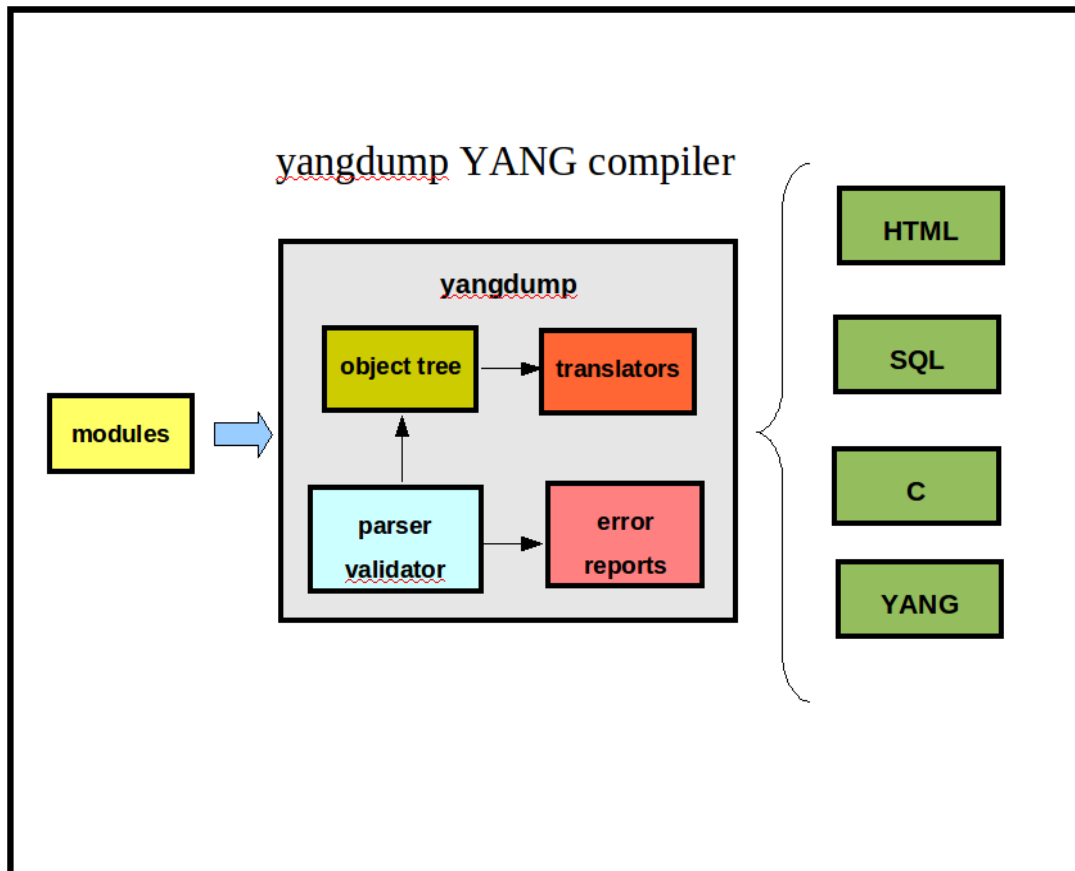 yangdump YANG compiler
yangdump
object tree
translators
modules
parser
validator
error
reports
HTML
SQL
C
YANG